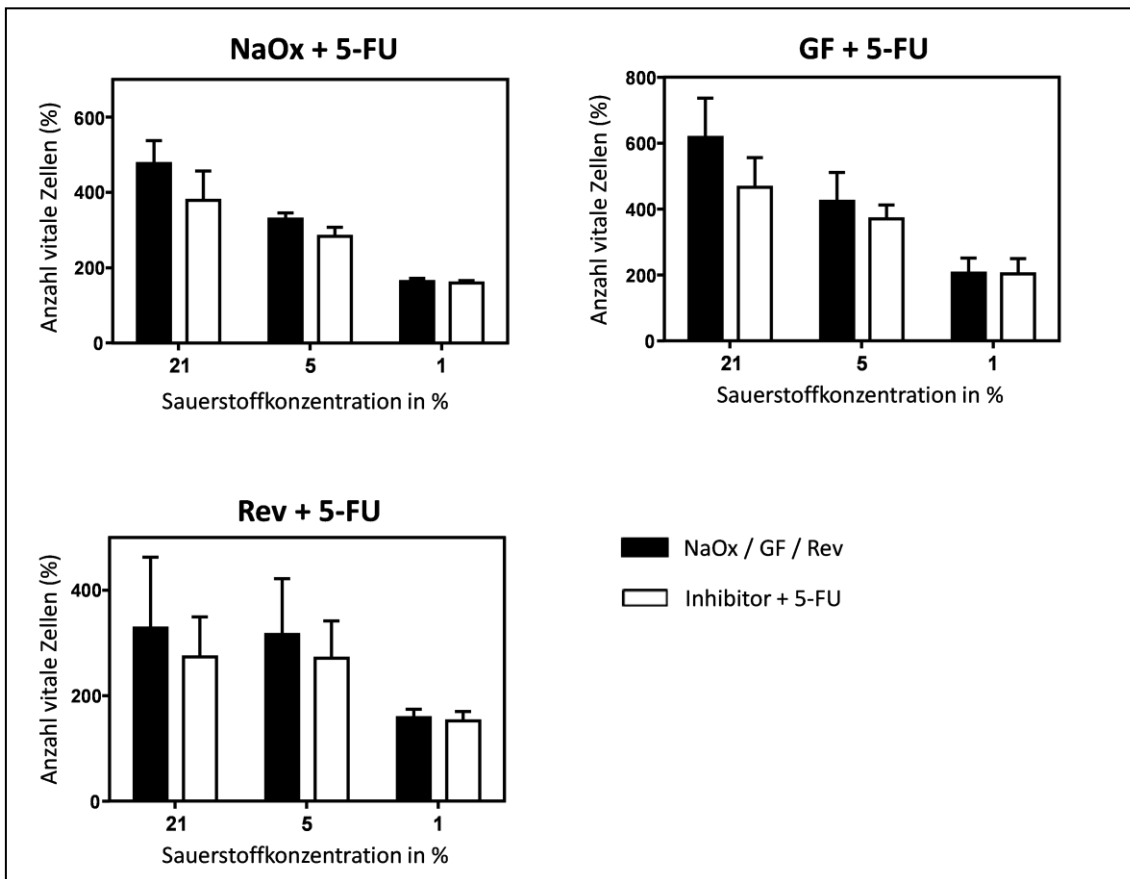 NaOx + 5-FU
Anzahl vitale Zellen (%)
600
400
200
0
21 5 1
Sauerstoffkonzentration in %
GF + 5-FU
Anzahl vitale Zellen (%)
800
600
400
200
0
21 5 1
Sauerstoffkonzentration in %
Rev + 5-FU
Anzahl vitale Zellen (%)
400
200
0
21 5 1
Sauerstoffkonzentration in %
NaOx / GF / Rev
Inhibitor + 5-FU